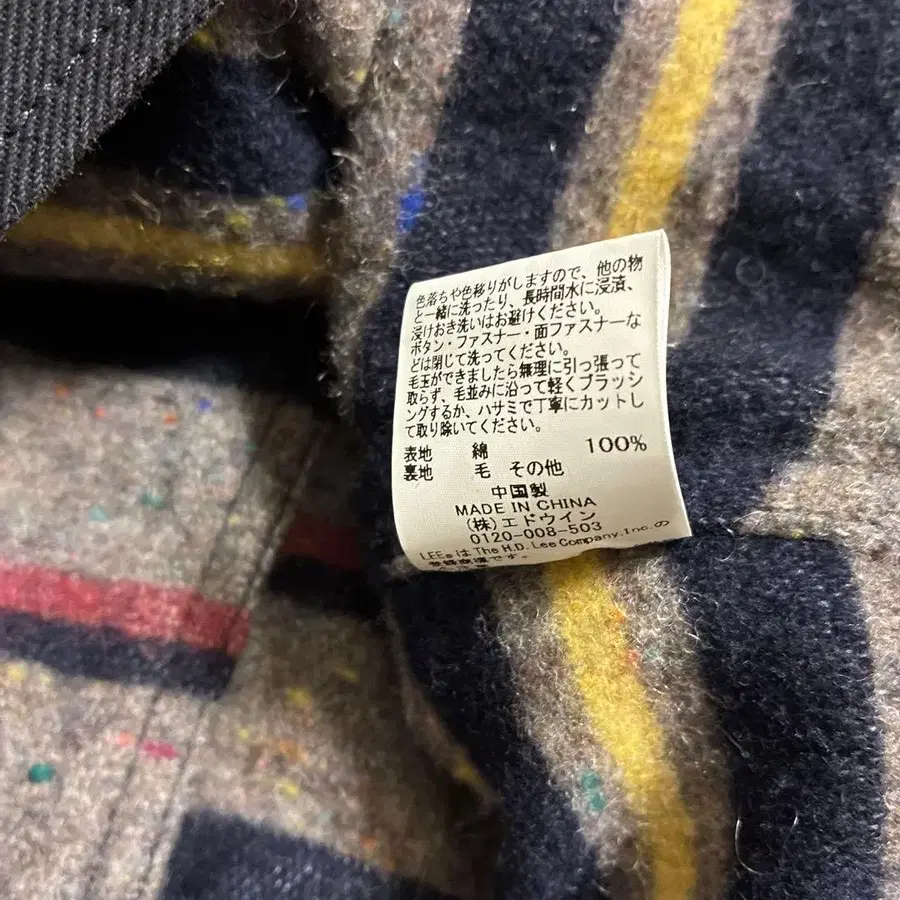 色落ちや色移りがしますので、他の物
と一緒に洗ったり、長時間水に浸漬、
浸けおき洗いはお避けください。
ボタン・ファスナー・面ファスナーな
どは閉じて洗ってください。
毛玉ができましたら無理に引っ張って
取らず、毛並みに沿って軽くブラッシ
ングするか、ハサミで丁寧にカットし
て取り除いてください。
表地 綿 100%
裏地 毛 その他
中国製
MADE IN CHINA
(株)エドウイン
0120-008-503
LEE®は The H.D. Lee Company,Inc.の
登録商標です。